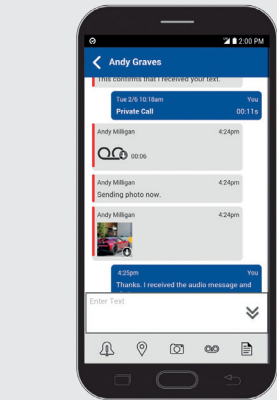 2:00 PM
Andy Graves
This confirms that I received your text.
Tue 2/6 10:18am You
Private Call 00:11s
Andy Milligan 4:24pm
00:06
Andy Milligan 4:24pm
Sending photo now.
Andy Milligan 4:24pm
4:25pm You
Thanks. I received the audio message and
Enter Text